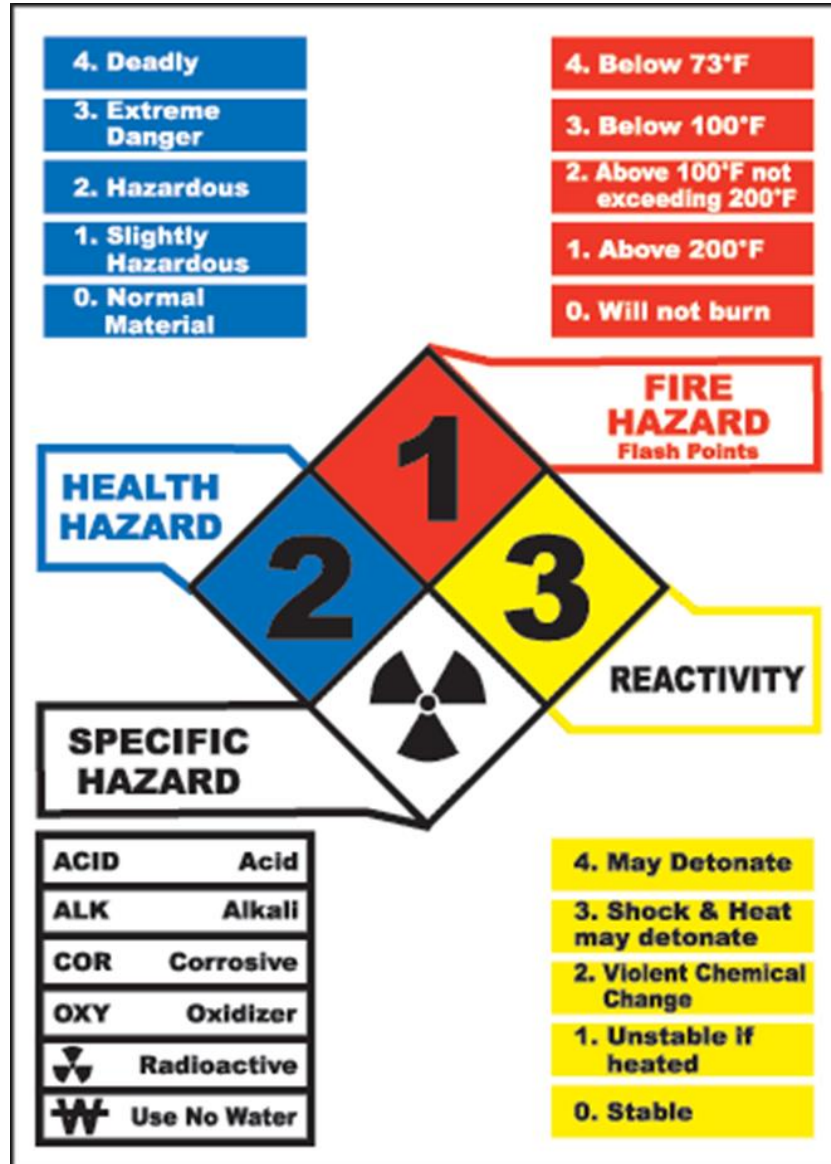 4. Deadly
3. Extreme
Danger
2. Hazardous
1. Slightly
Hazardous
0. Normal
Material
4. Below 73°F
3. Below 100°F
2. Above 100°F not
exceeding 200°F
1. Above 200°F
0. Will not burn
FIRE
HAZARD
Flash Points
HEALTH
HAZARD
1
2
3
REACTIVITY
SPECIFIC
HAZARD
ACID Acid
ALK Alkali
COR Corrosive
OXY Oxidizer
Radioactive
W Use No Water
4. May Detonate
3. Shock & Heat
may detonate
2. Violent Chemical
Change
1. Unstable if
heated
0. Stable